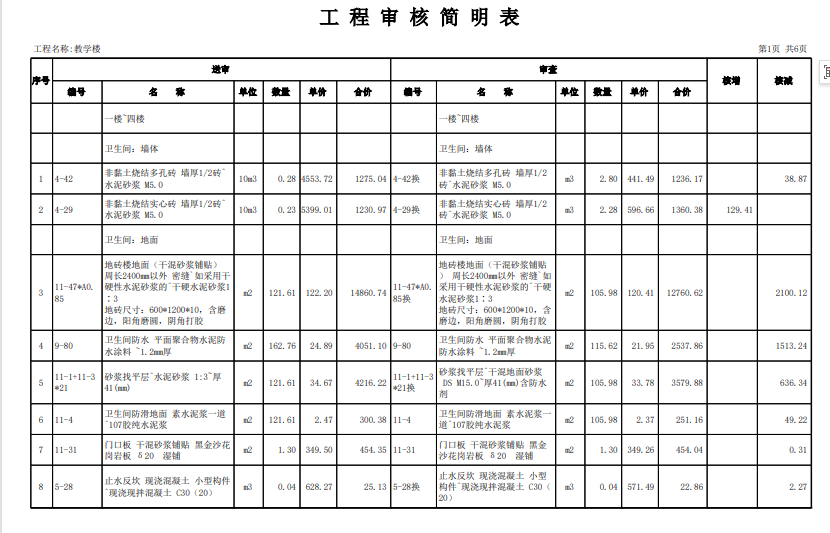 工程审核简明表
工程名称:教学楼 第1页 共6页
序号 送审 审查 核增 核减
编号 名 称 单位 数量 单价 合价 编号 名 称 单位 数量 单价 合价
一楼~四楼 一楼~四楼
卫生间: 墙体 卫生间: 墙体
1 4-42 非黏土烧结多孔砖 墙厚1/2砖~水泥砂浆 M5.0 10m3 0.28 4553.72 1275.04 4-42换 非黏土烧结多孔砖 墙厚1/2砖~水泥砂浆 M5.0 m3 2.80 441.49 1236.17 38.87
2 4-29 非黏土烧结实心砖 墙厚1/2砖~水泥砂浆 M5.0 10m3 0.23 5399.01 1230.97 4-29换 非黏土烧结实心砖 墙厚1/2砖~水泥砂浆 M5.0 m3 2.28 596.66 1360.38 129.41
卫生间: 地面 卫生间: 地面
3 11-47*A0.85 地砖楼地面（干混砂浆铺贴） 周长2400mm以外 密缝~如采用干硬性水泥砂浆的~干硬水泥砂浆1：3 地砖尺寸: 600*1200*10, 含磨边, 阳角磨圆, 阴角打胶 m2 121.61 122.20 14860.74 11-47*A0.85换 地砖楼地面（干混砂浆铺贴） 周长2400mm以外 密缝~如采用干硬性水泥砂浆的~干硬水泥砂浆1：3 地砖尺寸: 600*1200*10, 含磨边, 阳角磨圆, 阴角打胶 m2 105.98 120.41 12760.62 2100.12
4 9-80 卫生间防水 平面聚合物水泥防水涂料 ~1.2mm厚 m2 162.76 24.89 4051.10 9-80 卫生间防水 平面聚合物水泥防水涂料 ~1.2mm厚 m2 115.62 21.95 2537.86 1513.24
5 11-1+11-3*21 砂浆找平层~水泥砂浆 1:3~厚41(mm) m2 121.61 34.67 4216.22 11-1+11-3*21换 砂浆找平层~干混地面砂浆 DS M15.0~厚41(mm)含防水剂 m2 105.98 33.78 3579.88 636.34
6 11-4 卫生间防滑地面 素水泥浆一道~107胶纯水泥浆 m2 121.61 2.47 300.38 11-4 卫生间防滑地面 素水泥浆一道~107胶纯水泥浆 m2 105.98 2.37 251.16 49.22
7 11-31 门口板 干混砂浆铺贴 黑金沙花岗岩板 δ20 湿铺 m2 1.30 349.50 454.35 11-31 门口板 干混砂浆铺贴 黑金沙花岗岩板 δ20 湿铺 m2 1.30 349.26 454.04 0.31
8 5-28 止水反坎 现浇混凝土 小型构件~现浇现拌混凝土 C30（20） m3 0.04 628.27 25.13 5-28换 止水反坎 现浇混凝土 小型构件~现浇现拌混凝土 C30（20） m3 0.04 571.49 22.86 2.27